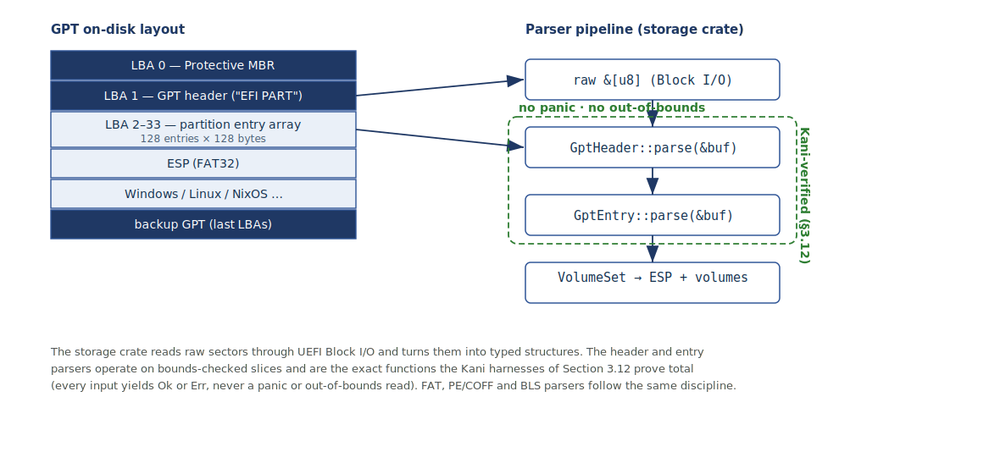 GPT on-disk layout
LBA 0 — Protective MBR
LBA 1 — GPT header ("EFI PART")
LBA 2–33 — partition entry array
128 entries × 128 bytes
ESP (FAT32)
Windows / Linux / NixOS …
backup GPT (last LBAs)
Parser pipeline (storage crate)
raw &[u8] (Block I/O)
no panic · no out-of-bounds
GptHeader::parse(&buf)
GptEntry::parse(&buf)
Kani-verified (§3.12)
VolumeSet → ESP + volumes
The storage crate reads raw sectors through UEFI Block I/O and turns them into typed structures. The header and entry
parsers operate on bounds-checked slices and are the exact functions the Kani harnesses of Section 3.12 prove total
(every input yields Ok or Err, never a panic or out-of-bounds read). FAT, PE/COFF and BLS parsers follow the same discipline.